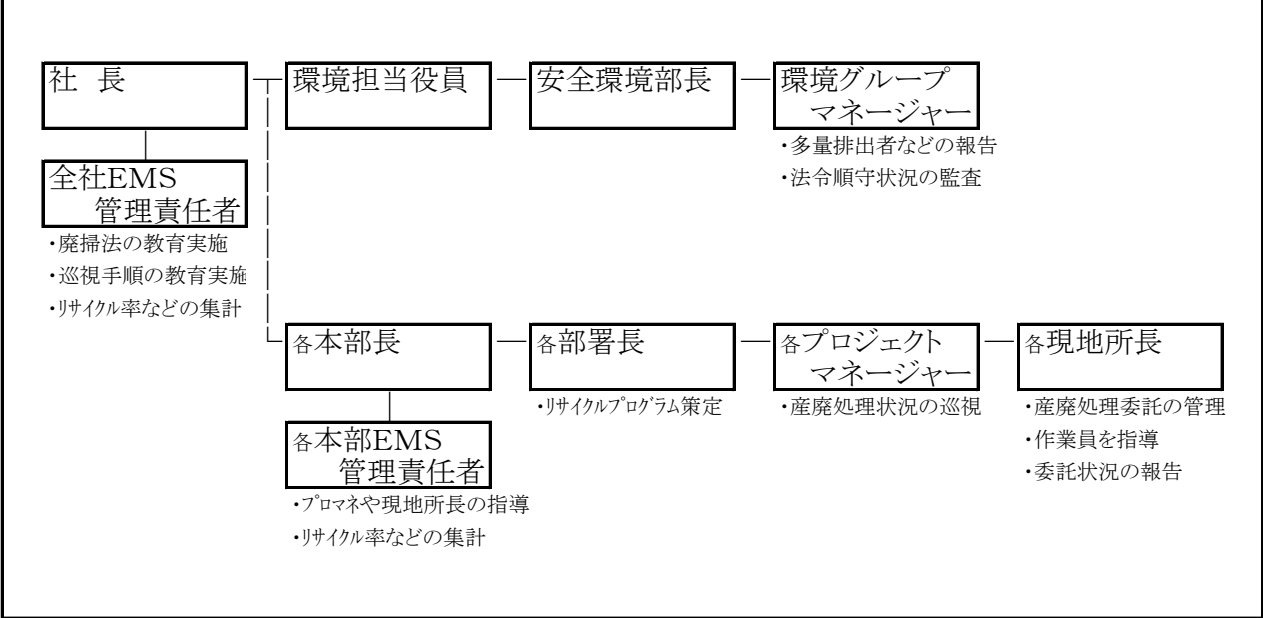 社 長
環境担当役員
安全環境部長
環境グループ
マネージャー
・多量排出者などの報告
・法令順守状況の監査
全社EMS
管理責任者
・廃掃法の教育実施
・巡視手順の教育実施
・ﾘｻｲｸﾙ率などの集計
各本部長
各部署長
・ﾘｻｲｸﾙﾌﾟﾛｸﾞﾗﾑ策定
各プロジェクト
マネージャー
・産廃処理状況の巡視
各現地所長
・産廃処理委託の管理
・作業員を指導
・委託状況の報告
各本部EMS
管理責任者
・ﾌﾟﾛﾏﾈや現地所長の指導
・ﾘｻｲｸﾙ率などの集計